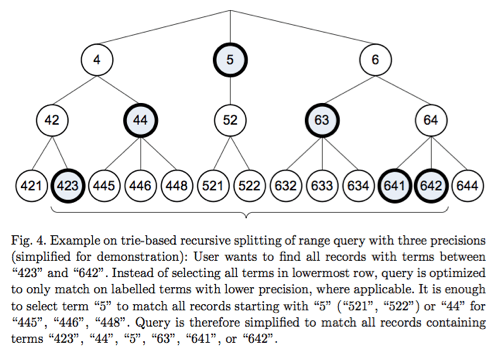 4 5 6
42 44 52 63 64
421 423 445 446 448 521 522 632 633 634 641 642 644
Fig. 4. Example on trie-based recursive splitting of range query with three precisions
(simplified for demonstration): User wants to find all records with terms between
“423” and “642”. Instead of selecting all terms in lowermost row, query is optimized
to only match on labelled terms with lower precision, where applicable. It is enough
to select term “5” to match all records starting with “5” (“521”, “522”) or “44” for
“445”, “446”, “448”. Query is therefore simplified to match all records containing
terms “423”, “44”, “5”, “63”, “641”, or “642”.